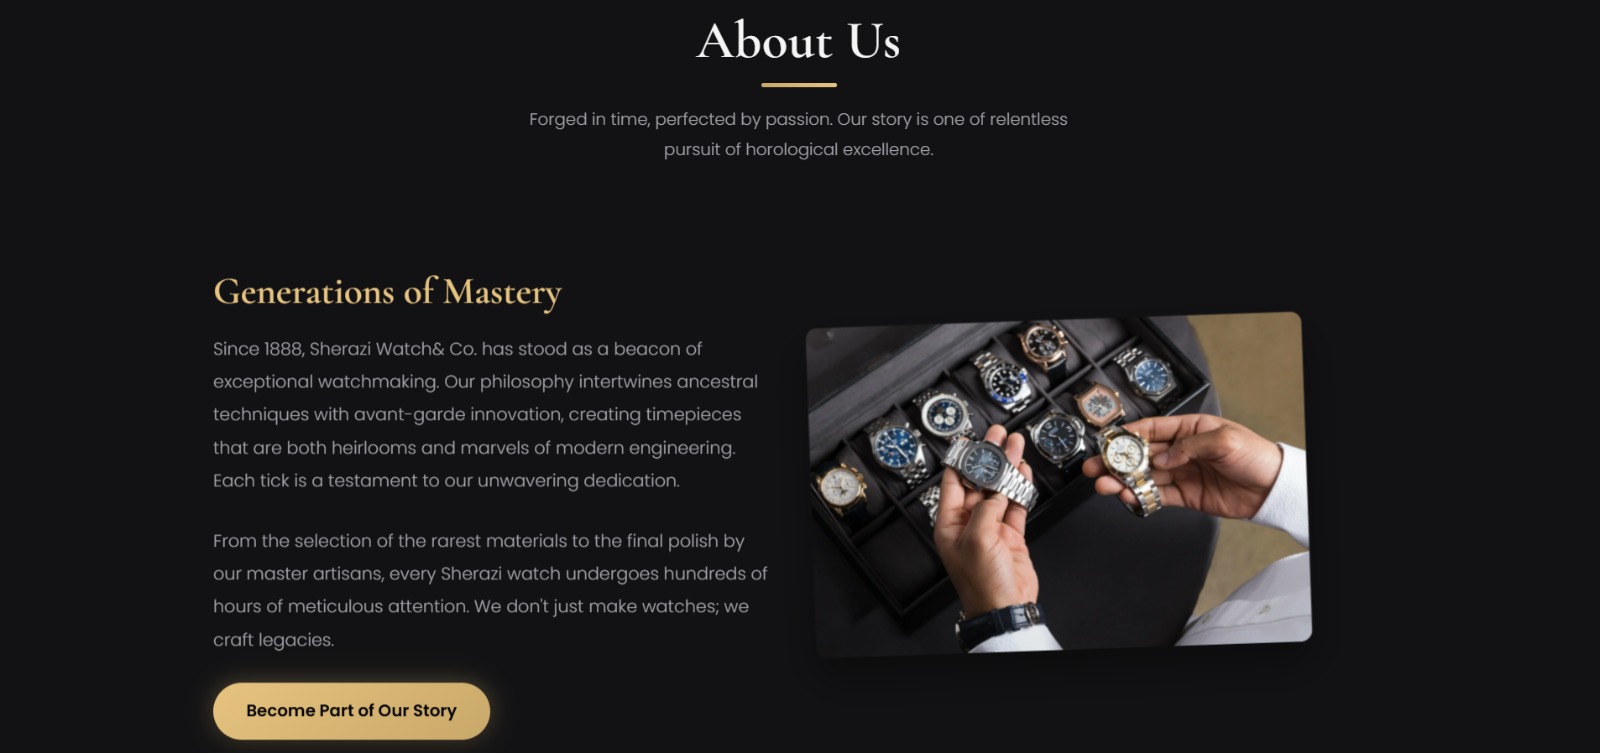 About Us
Forged in time, perfected by passion. Our story is one of relentless
pursuit of horological excellence.
Generations of Mastery
Since 1888, Sherazi Watch& Co. has stood as a beacon of
exceptional watchmaking. Our philosophy intertwines ancestral
techniques with avant-garde innovation, creating timepieces
that are both heirlooms and marvels of modern engineering.
Each tick is a testament to our unwavering dedication.
From the selection of the rarest materials to the final polish by
our master artisans, every Sherazi watch undergoes hundreds of
hours of meticulous attention. We don't just make watches; we
craft legacies.
Become Part of Our Story